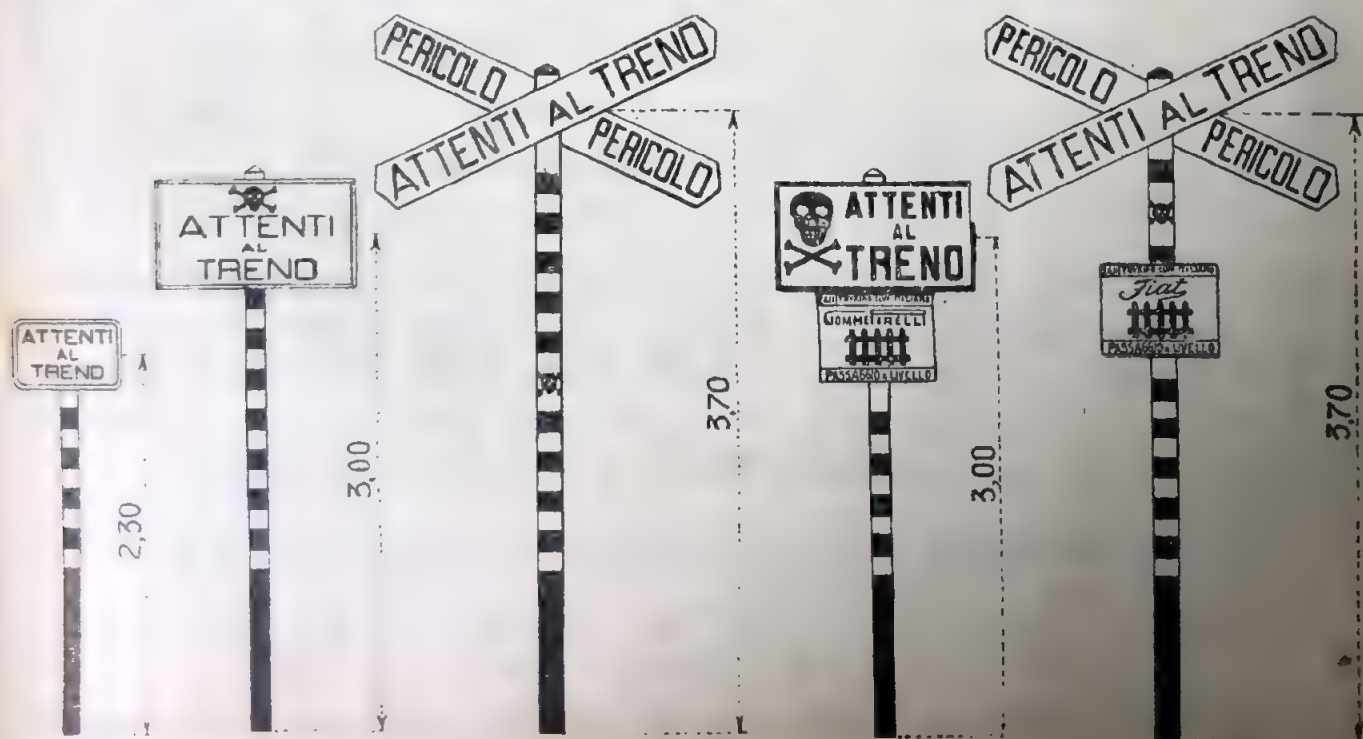 ATTENTI
AL
TRENO
2,30
ATTENTI
AL
TRENO
3,00
PERICOLO
ATTENTI AL TRENO
PERICOLO
3,70
ATTENTI
AL
TRENO
GOMME PIRELLI
PASSAGGIO A LIVELLO
3,00
PERICOLO
ATTENTI AL TRENO
PERICOLO
Fiat
PASSAGGIO A LIVELLO
3,70